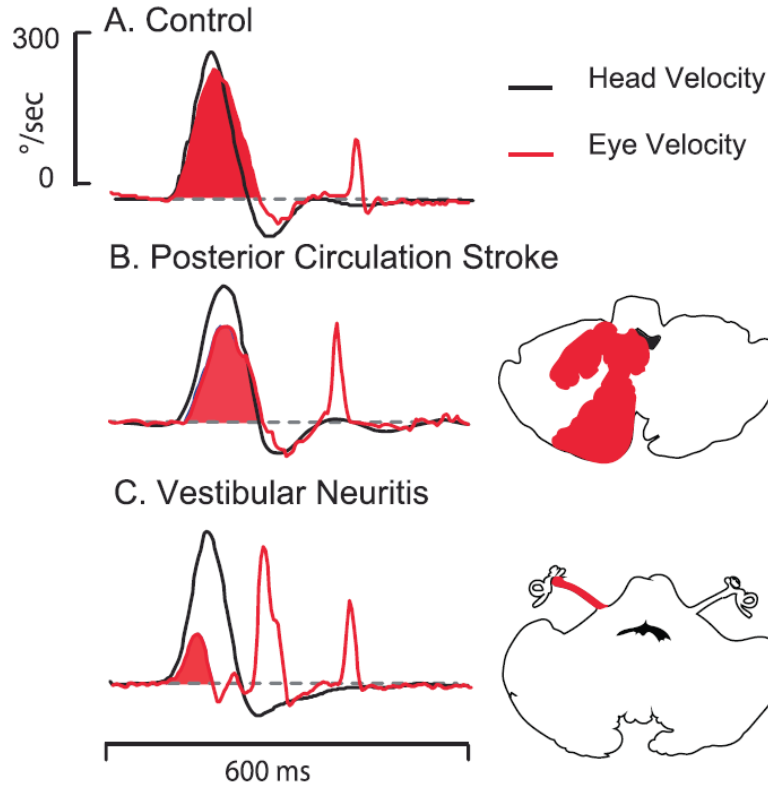 A. Control
300
°/sec
0
Head Velocity
Eye Velocity
B. Posterior Circulation Stroke
C. Vestibular Neuritis
600 ms